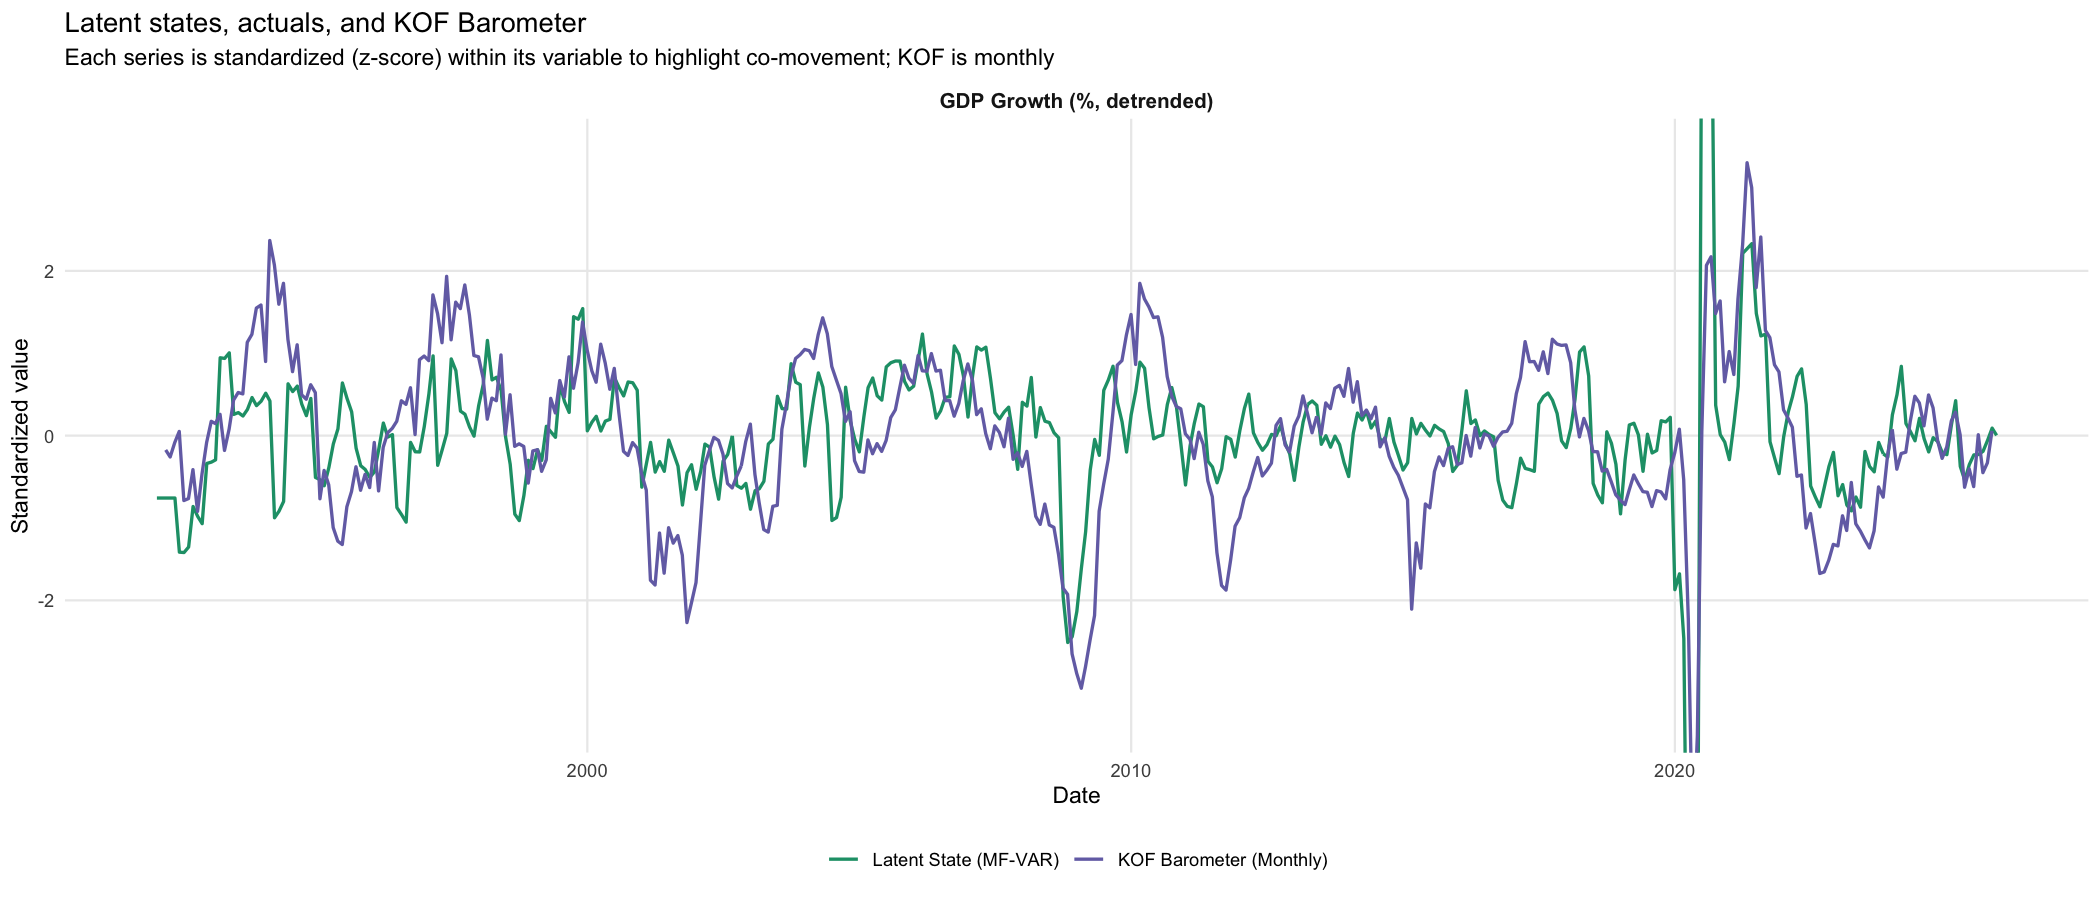 Latent states, actuals, and KOF Barometer
Each series is standardized (z-score) within its variable to highlight co-movement; KOF is monthly
GDP Growth (%, detrended)
Standardized value
2
0
-2
2000
2010
2020
Date
Latent State (MF-VAR)
KOF Barometer (Monthly)